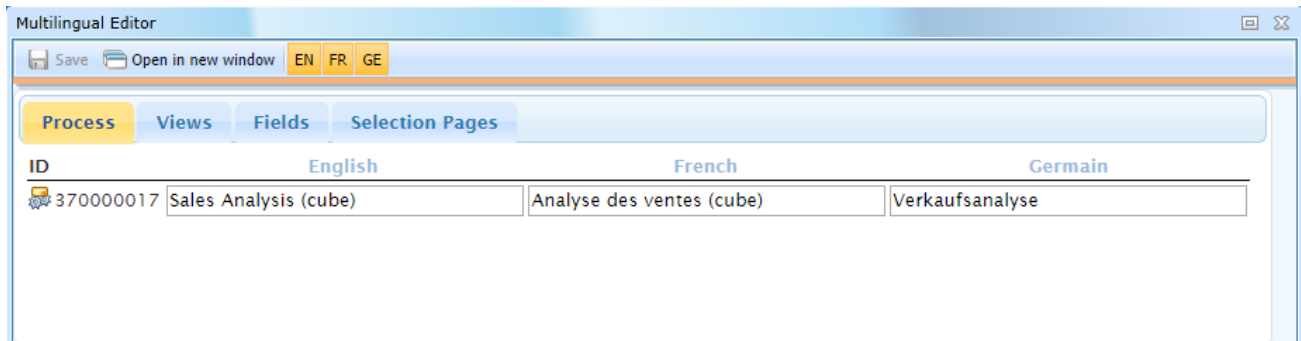 Multilingual Editor
Save Open in new window EN FR GE
Process Views Fields Selection Pages
ID English French Germain
370000017 Sales Analysis (cube) Analyse des ventes (cube) Verkaufsanalyse